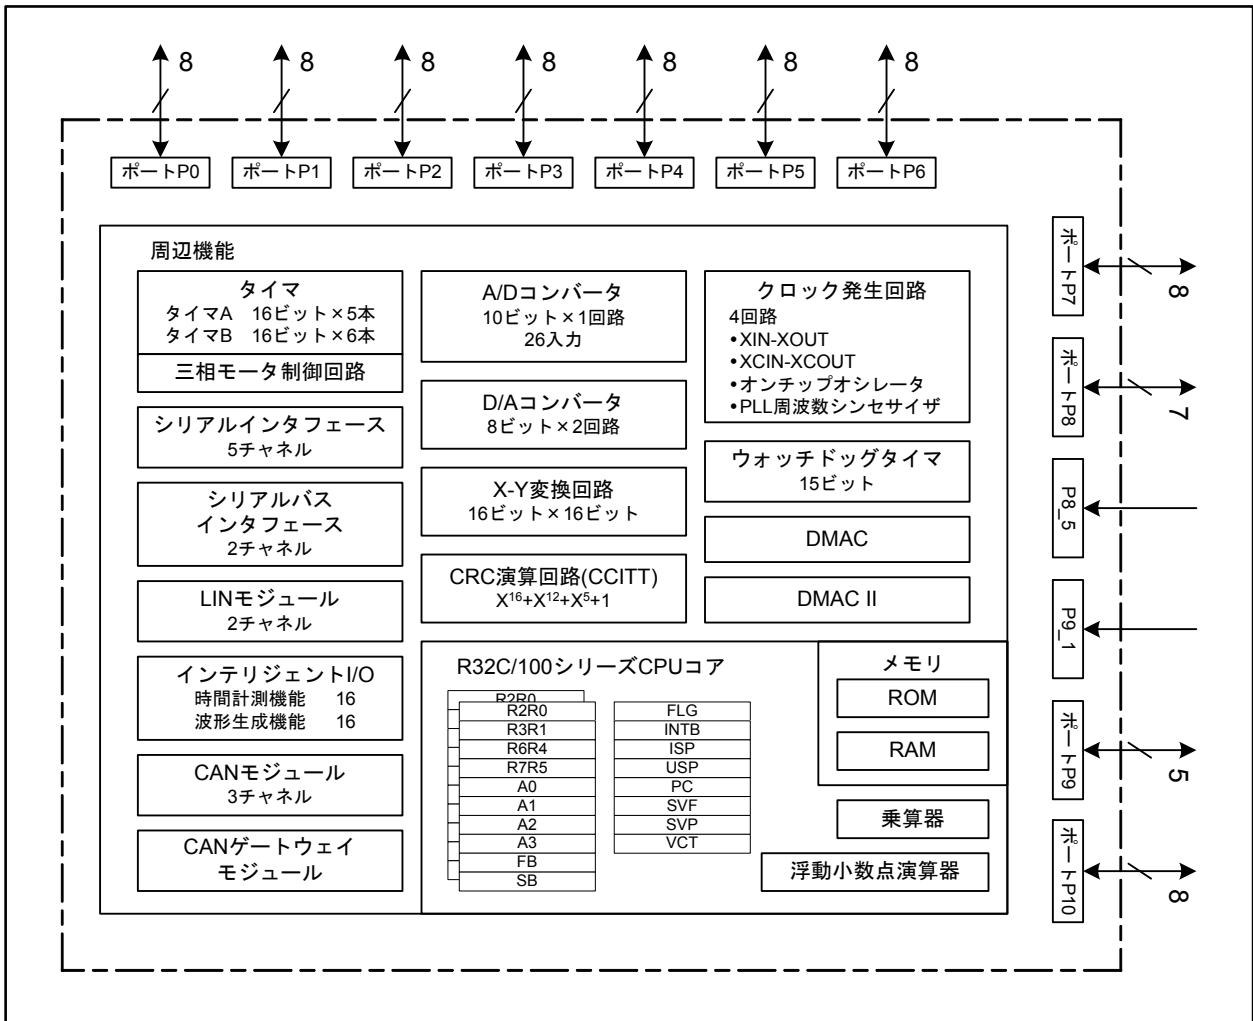 8
8
8
8
8
8
8
ポートP0
ポートP1
ポートP2
ポートP3
ポートP4
ポートP5
ポートP6
周辺機能
タイマ
タイマA 16ビット×5本
タイマB 16ビット×6本
三相モータ制御回路
シリアルインタフェース
5チャネル
シリアルバス
インタフェース
2チャネル
LINモジュール
2チャネル
インテリジェントI/O
時間計測機能 16
波形生成機能 16
CANモジュール
3チャネル
CANゲートウェイ
モジュール
A/Dコンバータ
10ビット×1回路
26入力
D/Aコンバータ
8ビット×2回路
X-Y変換回路
16ビット×16ビット
CRC演算回路(CCITT)
X¹⁶+X¹²+X⁵+1
クロック発生回路
4回路
•XIN-XOUT
•XCIN-XCOUT
•オンチップオシレータ
•PLL周波数シンセサイザ
ウォッチドッグタイマ
15ビット
DMAC
DMAC II
R32C/100シリーズCPUコア
R2R0
R2R0
R3R1
R6R4
R7R5
A0
A1
A2
A3
FB
SB
FLG
INTB
ISP
USP
PC
SVF
SVP
VCT
メモリ
ROM
RAM
乗算器
浮動小数点演算器
ポートP7
8
ポートP8
7
P8_5
P9_1
ポートP9
5
ポートP10
8